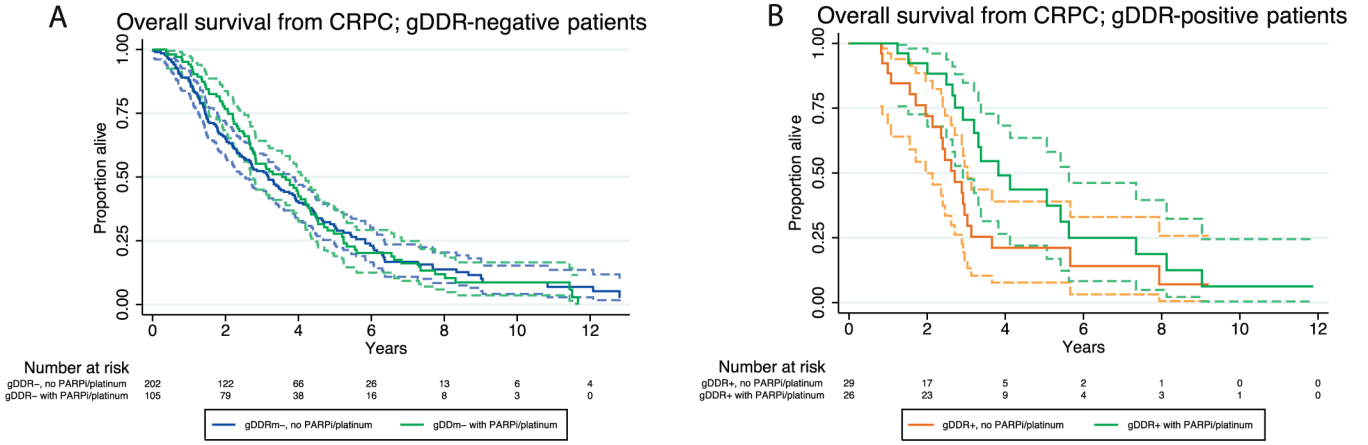 A
Overall survival from CRPC; gDDR-negative patients
Proportion alive
1.00
0.75
0.50
0.25
0.00
0 2 4 6 8 10 12
Years
Number at risk
gDDR−, no PARPi/platinum 202 122 66 26 13 6 4
gDDR− with PARPi/platinum 105 79 38 16 8 3 0
gDDRm−, no PARPi/platinum gDDm− with PARPi/platinum
B
Overall survival from CRPC; gDDR-positive patients
Proportion alive
1.00
0.75
0.50
0.25
0.00
0 2 4 6 8 10 12
Years
Number at risk
gDDR+, no PARPi/platinum 29 17 5 2 1 0 0
gDDR+ with PARPi/platinum 26 23 9 4 3 1 0
gDDR+, no PARPi/platinum gDDR+ with PARPi/platinum